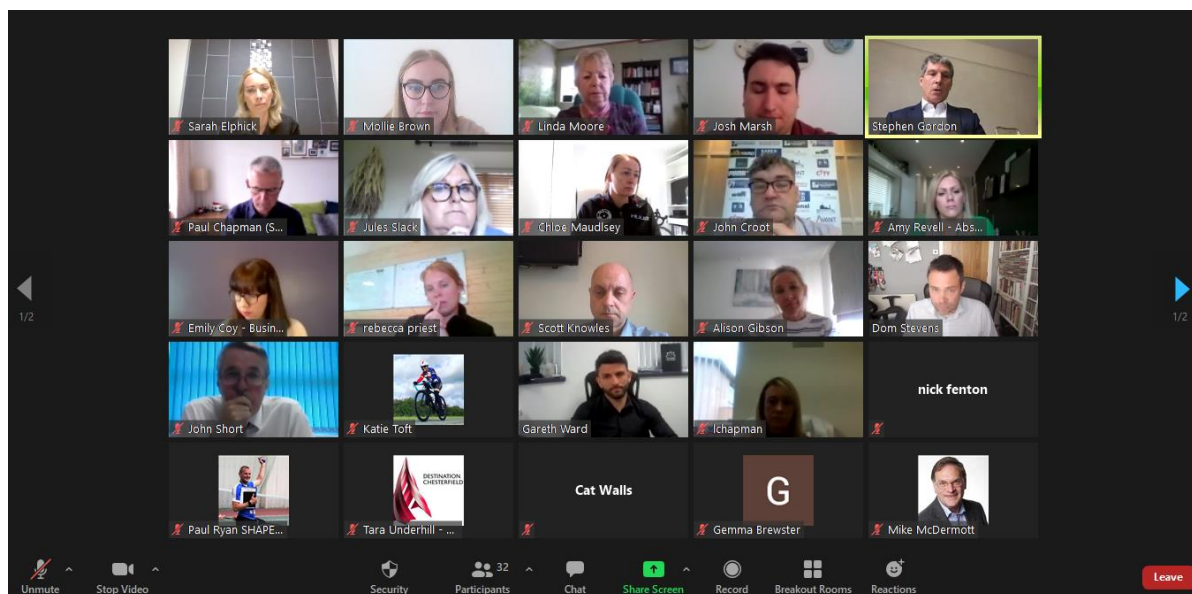 Sarah Elphick
Mollie Brown
Linda Moore
Josh Marsh
Stephen Gordon
Paul Chapman (S...
Jules Slack
Chloe Maudlsey
John Croot
Amy Revell - Abs...
Emily Coy - Busin...
rebecca priest
Scott Knowles
Alison Gibson
Dom Stevens
John Short
Katie Toft
Gareth Ward
lchapman
nick fenton
Paul Ryan SHAPE...
DESTINATION
CHESTERFIELD
Tara Underhill - ...
Cat Walls
G
Gemma Brewster
Mike McDermott
1/2
1/2
Unmute
Stop Video
Security
Participants
32
Chat
Share Screen
Record
Breakout Rooms
Reactions
Leave